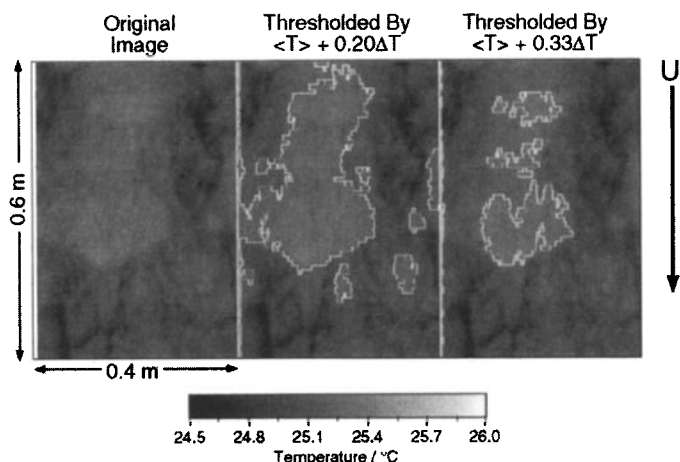 Original
Image
Thresholded By
<T> + 0.20ΔT
Thresholded By
<T> + 0.33ΔT
U
0.6 m
0.4 m
24.5 24.8 25.1 25.4 25.7 26.0
Temperature / °C